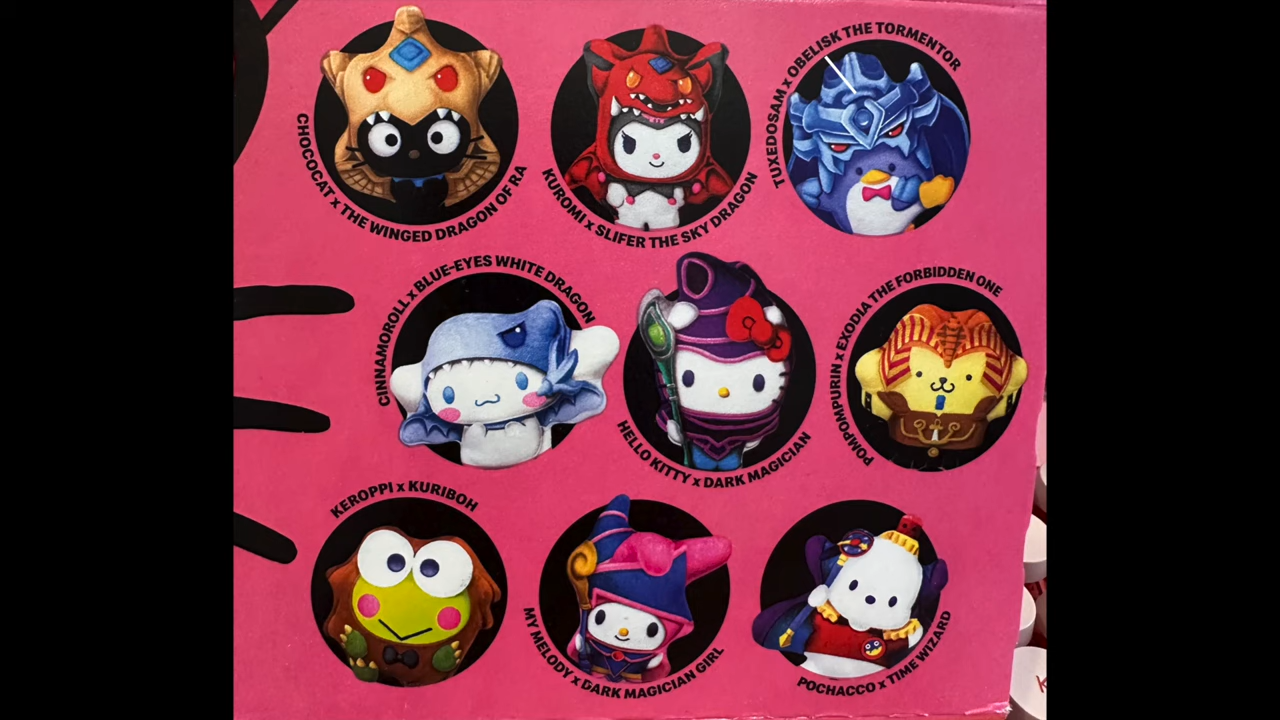 CHOCOCAT x THE WINGED DRAGON OF RA
KUROMI x SLIFER THE SKY DRAGON
TUXEDOSAM x OBELISK THE TORMENTOR
CINNAMOROLL x BLUE-EYES WHITE DRAGON
HELLO KITTY x DARK MAGICIAN
POMPOMPURIN x EXODIA THE FORBIDDEN ONE
KEROPPI x KURIBOH
MY MELODY x DARK MAGICIAN GIRL
POCHACCO x TIME WIZARD